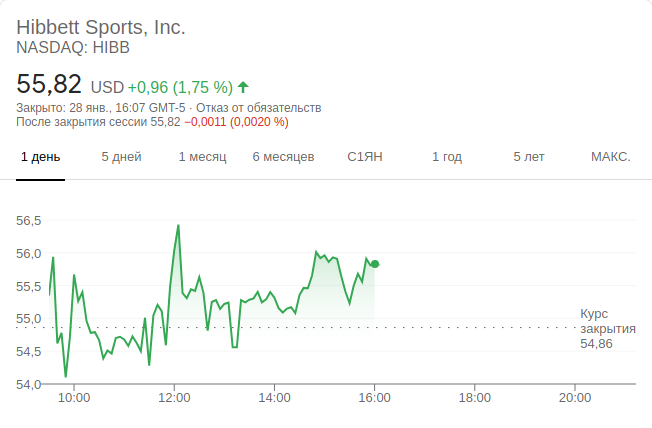 Hibbett Sports, Inc.
NASDAQ: HIBB
55,82 USD +0,96 (1,75 %)
Закрыто: 28 янв., 16:07 GMT-5 · Отказ от обязательств
После закрытия сессии 55,82 −0,0011 (0,0020 %)
1 день 5 дней 1 месяц 6 месяцев С1ЯН 1 год 5 лет МАКС.
56,5
56,0
55,5
55,0
54,5
54,0
Курс
закрытия
54,86
10:00 12:00 14:00 16:00 18:00 20:00